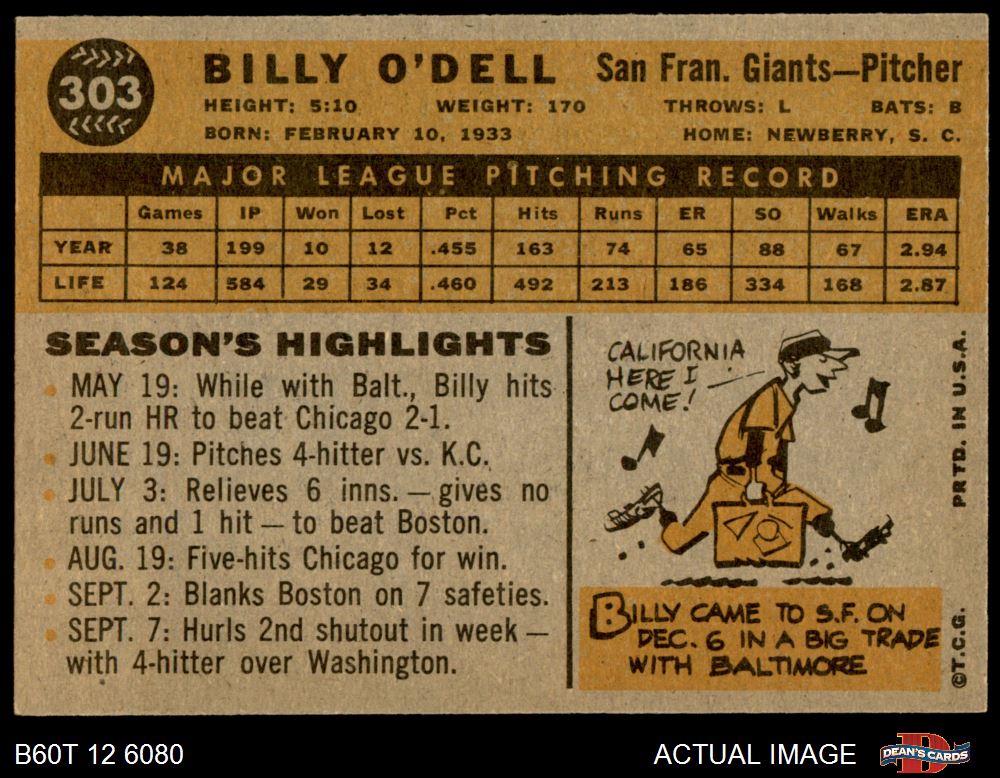 303
BILLY O'DELL San Fran. Giants—Pitcher
HEIGHT: 5:10 WEIGHT: 170 THROWS: L BATS: B
BORN: FEBRUARY 10, 1933 HOME: NEWBERRY, S. C.
MAJOR LEAGUE PITCHING RECORD
Games IP Won Lost Pct Hits Runs ER SO Walks ERA
YEAR 38 199 10 12 .455 163 74 65 88 67 2.94
LIFE 124 584 29 34 .460 492 213 186 334 168 2.87
SEASON'S HIGHLIGHTS
• MAY 19: While with Balt., Billy hits
2-run HR to beat Chicago 2-1.
• JUNE 19: Pitches 4-hitter vs. K.C.
• JULY 3: Relieves 6 inns. — gives no
runs and 1 hit — to beat Boston.
• AUG. 19: Five-hits Chicago for win.
• SEPT. 2: Blanks Boston on 7 safeties.
• SEPT. 7: Hurls 2nd shutout in week —
with 4-hitter over Washington.
CALIFORNIA
HERE I
COME!
BILLY CAME TO S.F. ON
DEC. 6 IN A BIG TRADE
WITH BALTIMORE
©T.C.G. PRTD. IN U.S.A.
B60T 12 6080 ACTUAL IMAGE DEAN'S CARDS